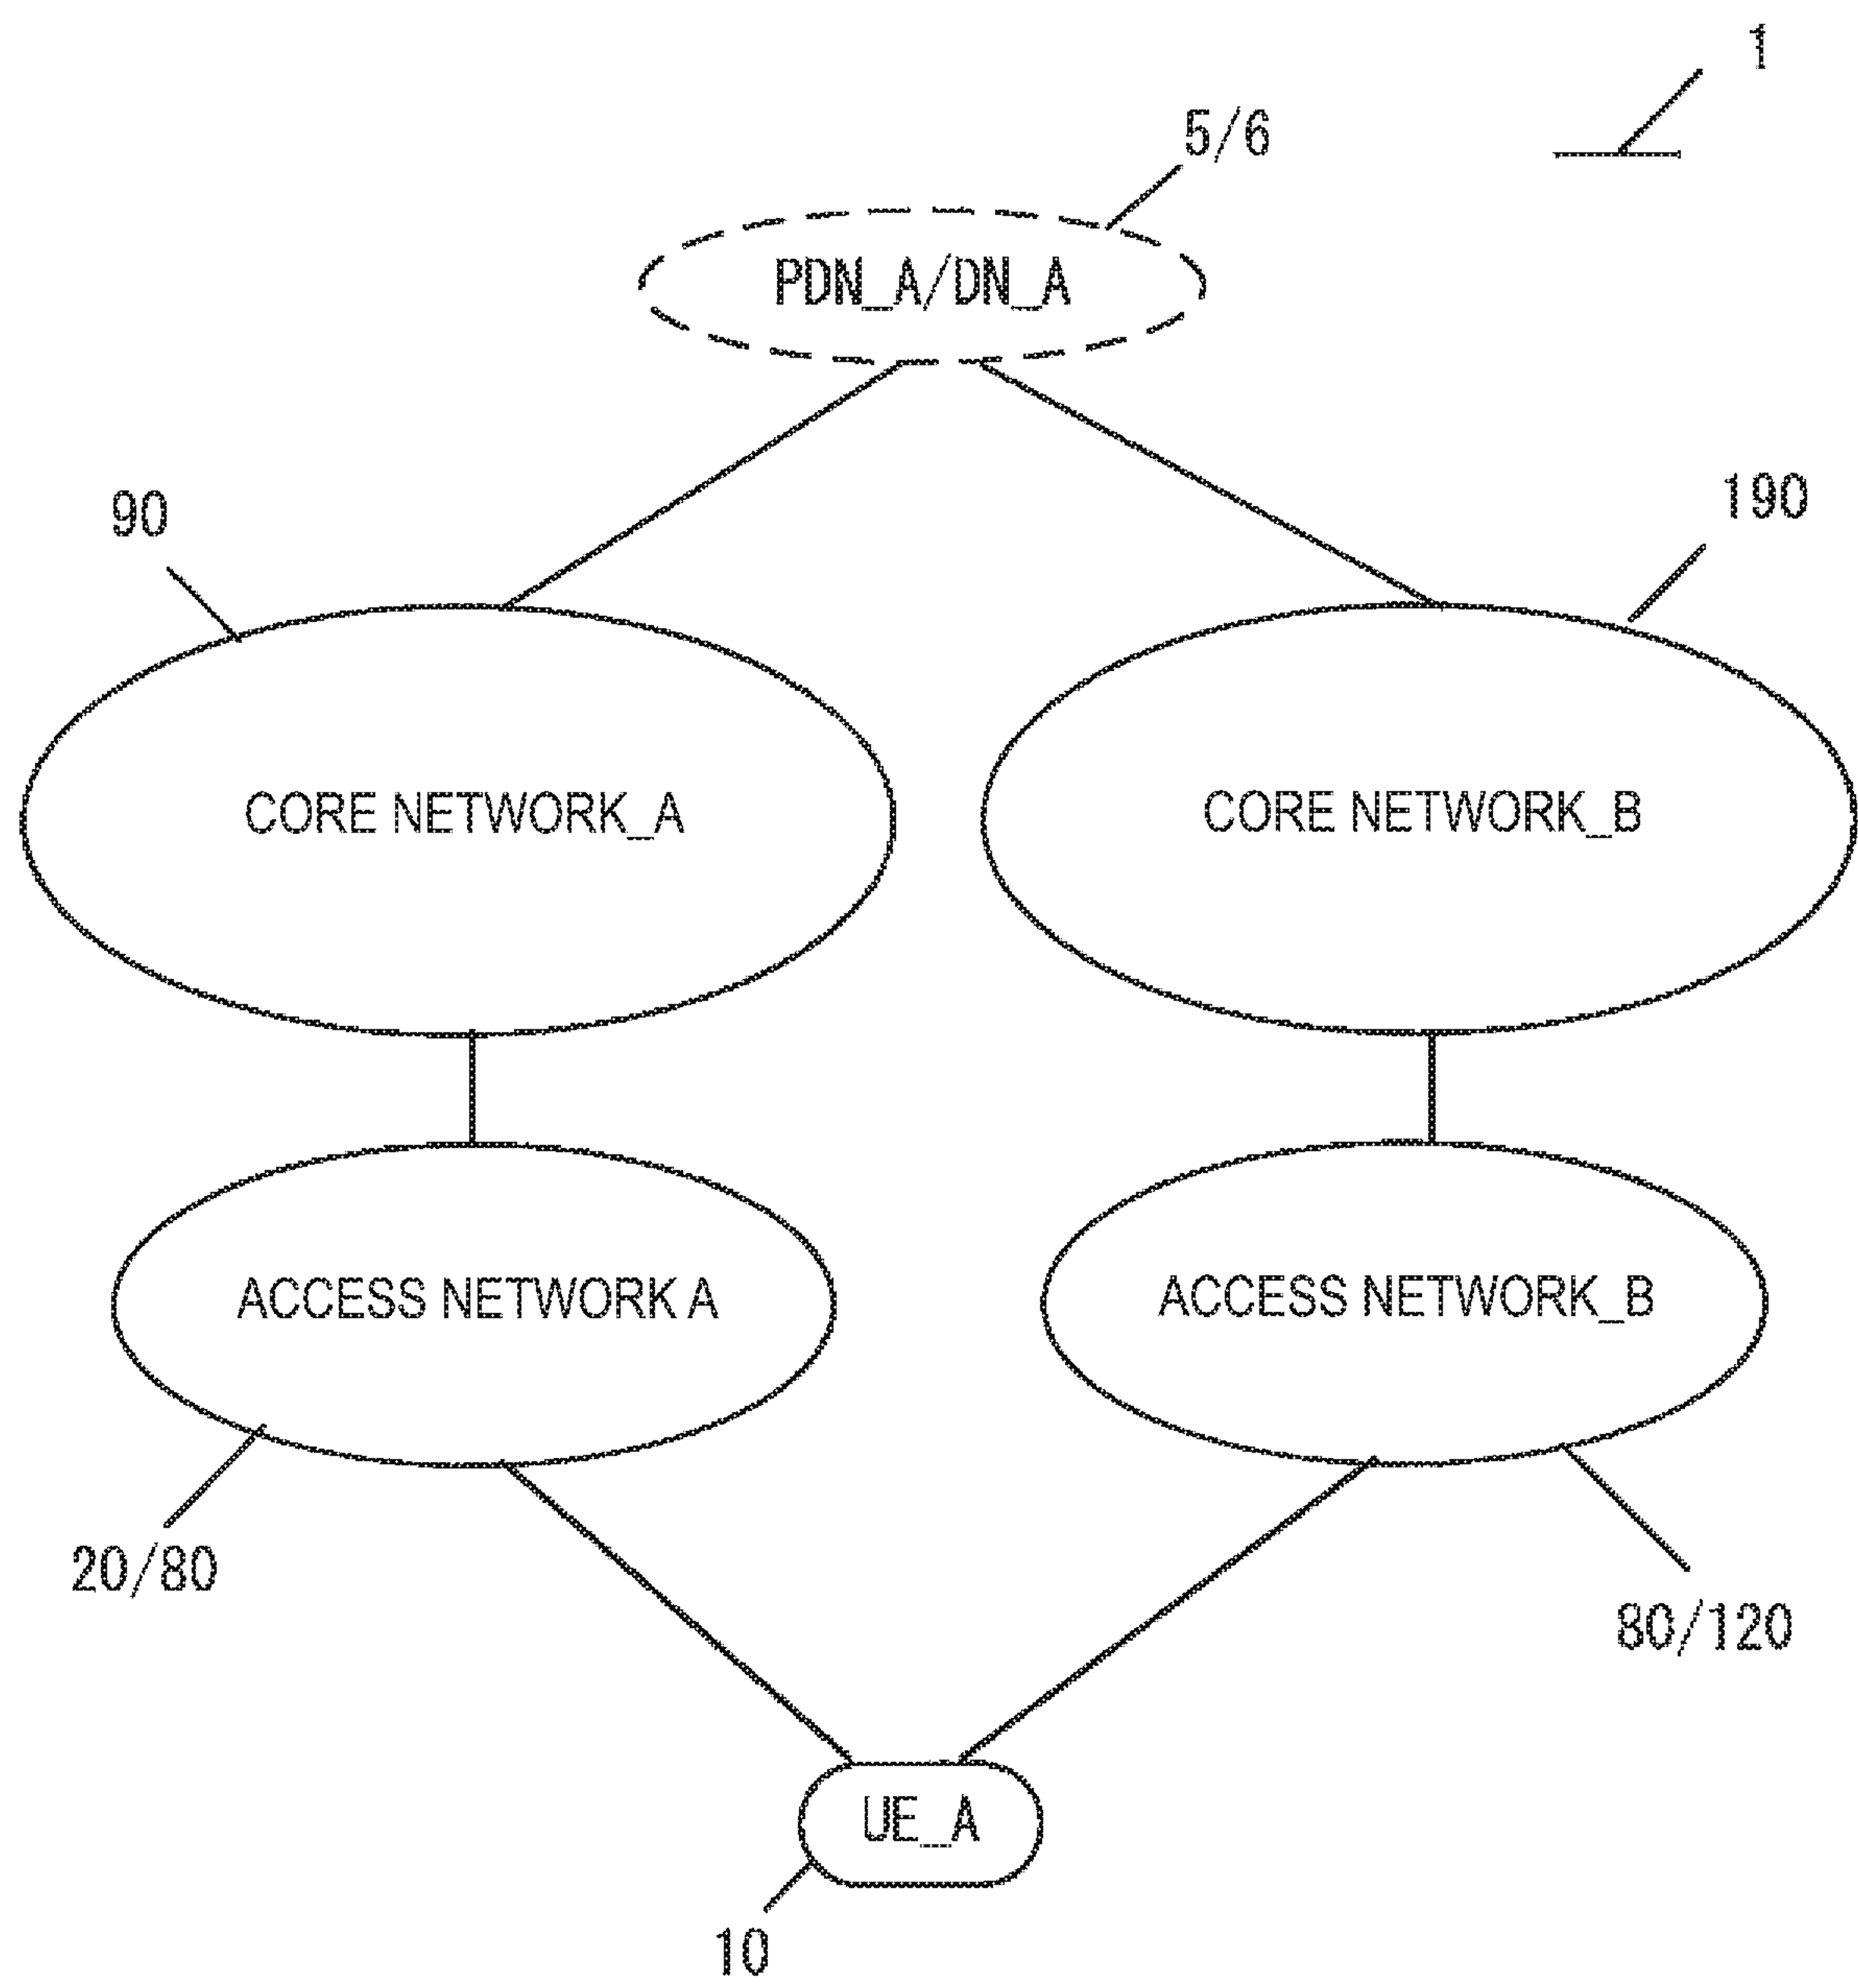 1
5/6
PDN_A/DN_A
90
190
CORE NETWORK_A
CORE NETWORK_B
ACCESS NETWORK A
ACCESS NETWORK_B
20/80
80/120
UE_A
10